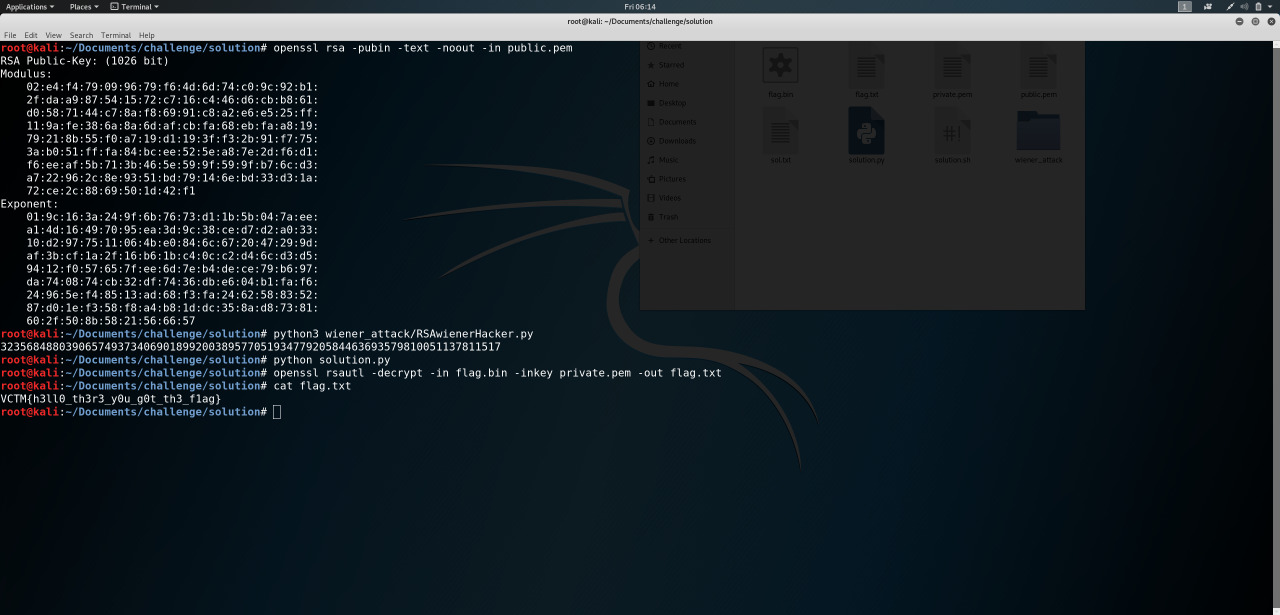 Applications Places Terminal Fri 06:14 1
root@kali: ~/Documents/challenge/solution
File Edit View Search Terminal Help
root@kali:~/Documents/challenge/solution# openssl rsa -pubin -text -noout -in public.pem
RSA Public-Key: (1026 bit)
Modulus:
02:e4:f4:79:09:96:79:f6:4d:6d:74:c0:9c:92:b1:
2f:da:a9:87:54:15:72:c7:16:c4:46:d6:cb:b8:61:
d0:58:71:44:c7:8a:f8:69:91:c8:a2:e6:e5:25:ff:
11:9a:fe:38:6a:8a:6d:af:cb:fa:68:eb:fa:a8:19:
79:21:8b:55:f0:a7:19:d1:19:3f:f3:2b:91:f7:75:
3a:b0:51:ff:fa:84:bc:ee:52:5e:a8:7e:2d:f6:d1:
f6:ee:af:5b:71:3b:46:5e:59:9f:59:9f:b7:6c:d3:
a7:22:96:2c:8e:93:51:bd:79:14:6e:bd:33:d3:1a:
72:ce:2c:88:69:50:1d:42:f1
Exponent:
01:9c:16:3a:24:9f:6b:76:73:d1:1b:5b:04:7a:ee:
a1:4d:16:49:70:95:ea:3d:9c:38:ce:d7:d2:a0:33:
10:d2:97:75:11:06:4b:e0:84:6c:67:20:47:29:9d:
af:3b:cf:1a:2f:16:b6:1b:c4:0c:c2:d4:6c:d3:d5:
94:12:f0:57:65:7f:ee:6d:7e:b4:de:ce:79:b6:97:
da:74:08:74:cb:32:df:74:36:db:e6:04:b1:fa:f6:
24:96:5e:f4:85:13:ad:68:f3:fa:24:62:58:83:52:
87:d0:1e:f3:58:f8:a4:b8:1d:dc:35:8a:d8:73:81:
60:2f:50:8b:58:21:56:66:57
root@kali:~/Documents/challenge/solution# python3 wiener_attack/RSAwienerHacker.py
32356848803906574937340690189920038957705193477920584463693579810051137811517
root@kali:~/Documents/challenge/solution# python solution.py
root@kali:~/Documents/challenge/solution# openssl rsautl -decrypt -in flag.bin -inkey private.pem -out flag.txt
root@kali:~/Documents/challenge/solution# cat flag.txt
VCTM{h3ll0_th3r3_y0u_g0t_th3_f1ag}
root@kali:~/Documents/challenge/solution#
Recent
Starred
Home
Desktop
Documents
Downloads
Music
Pictures
Videos
Trash
Other Locations
flag.bin flag.txt private.pem public.pem
sol.txt solution.py solution.sh wiener_attack